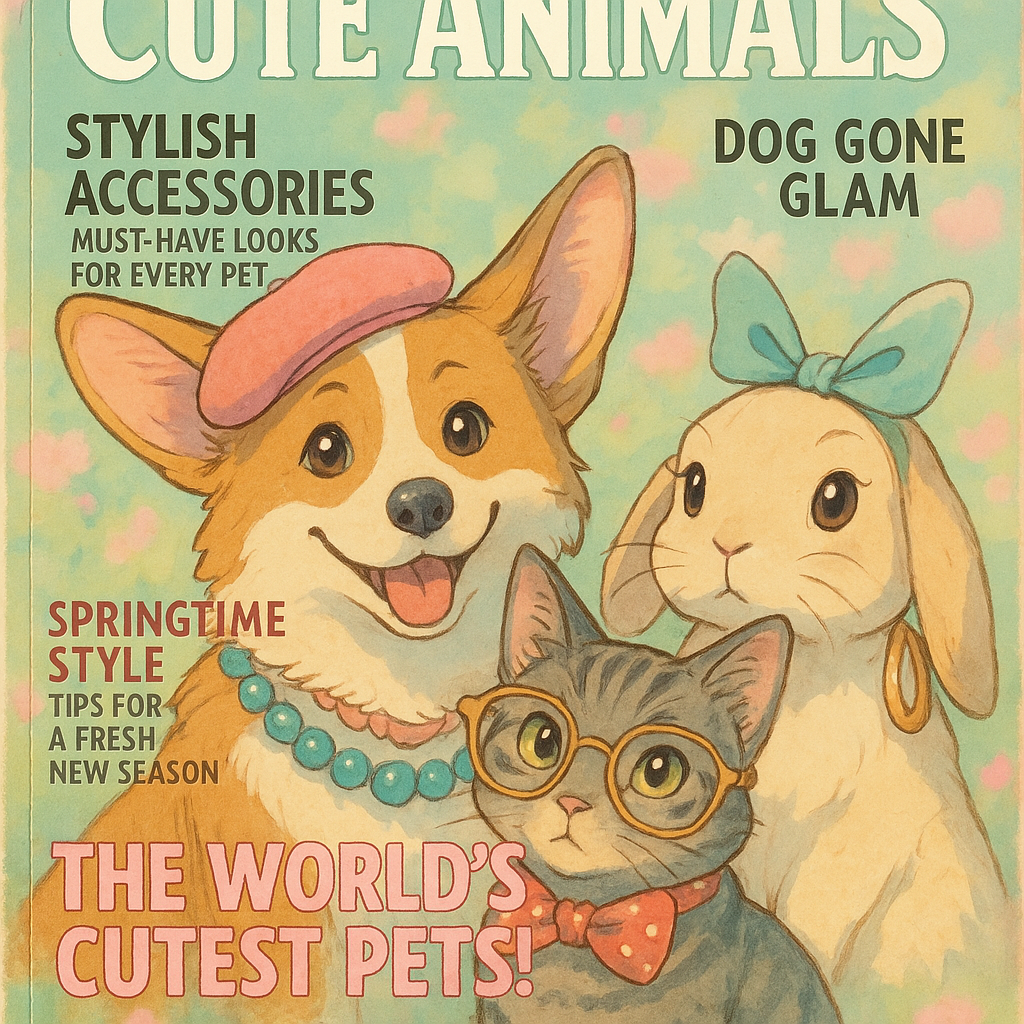 CUTE ANIMALS
STYLISH
ACCESSORIES
MUST-HAVE LOOKS
FOR EVERY PET
DOG GONE
GLAM
SPRINGTIME
STYLE
TIPS FOR
A FRESH
NEW SEASON
THE WORLD'S
CUTEST PETS!